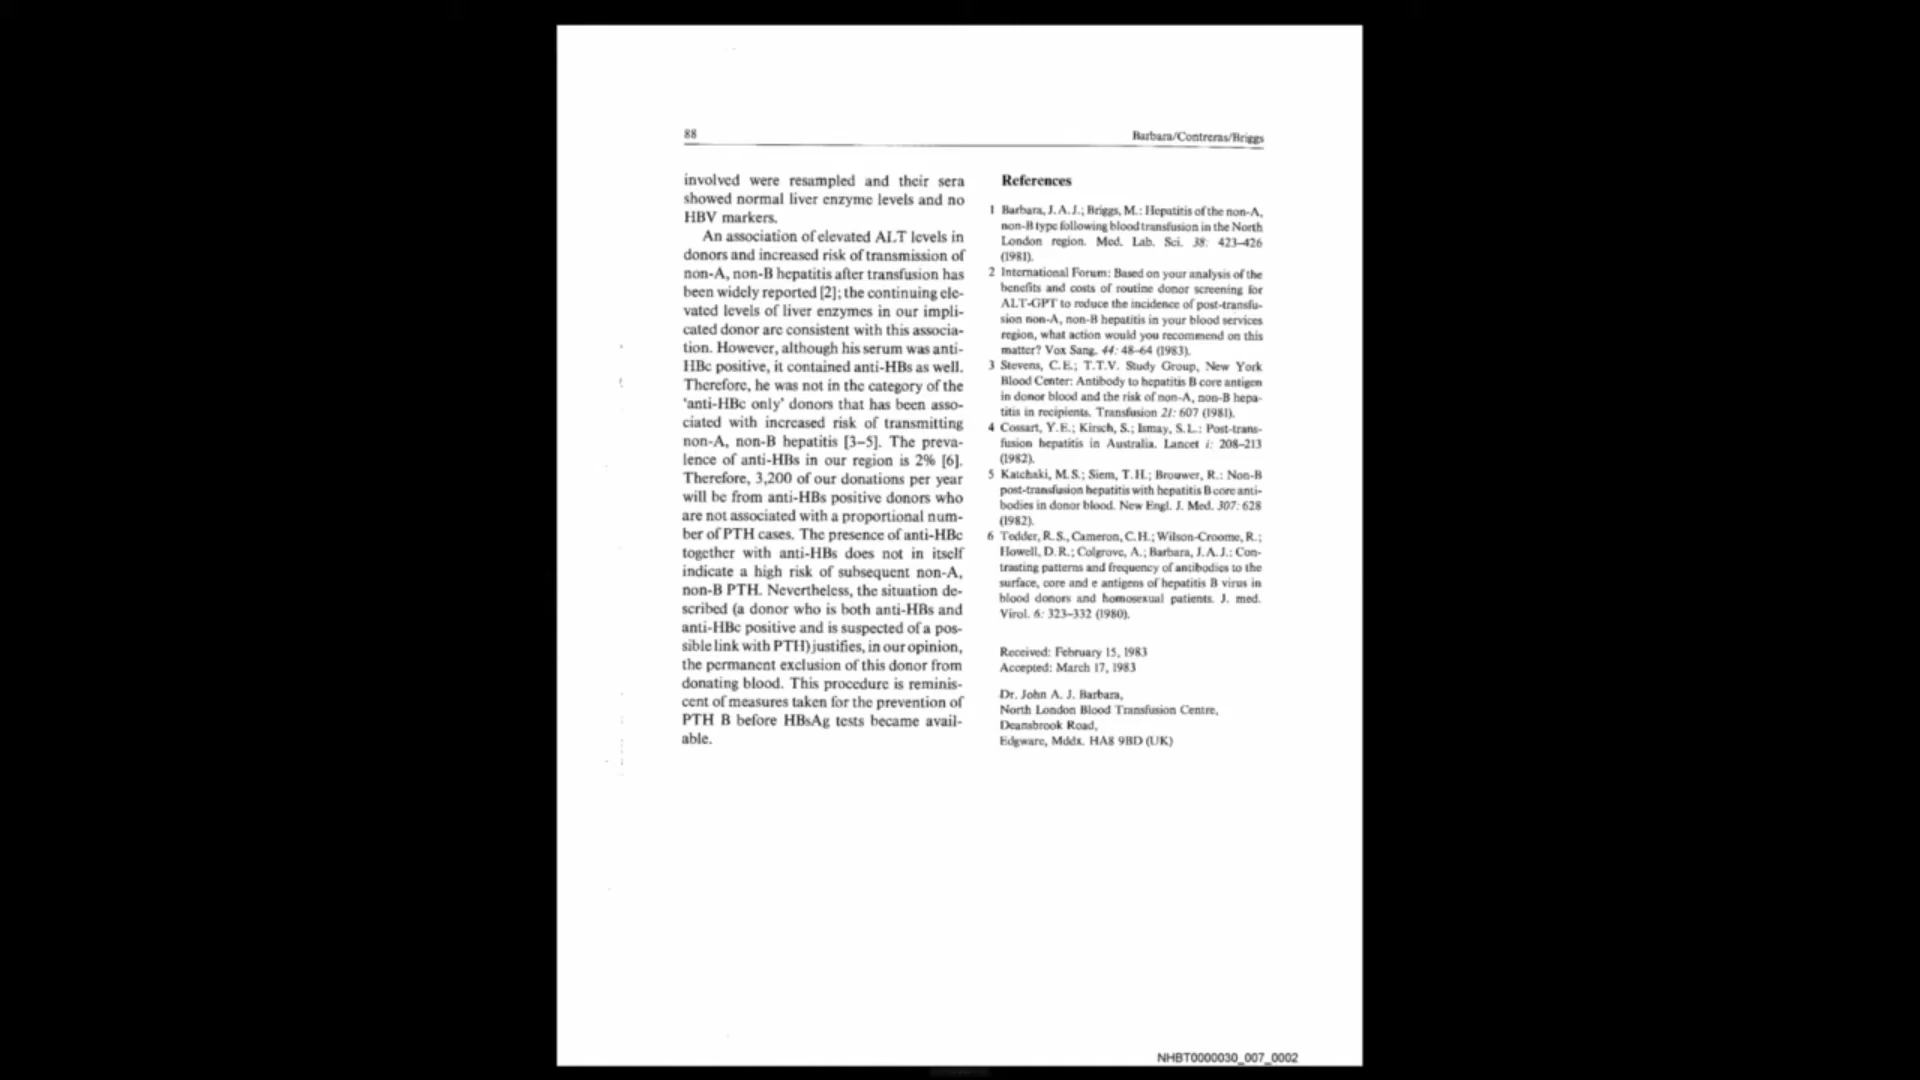 88
Barbara/Contreras/Briggs
involved were resampled and their sera
showed normal liver enzyme levels and no
HBV markers.
An association of elevated ALT levels in
donors and increased risk of transmission of
non-A, non-B hepatitis after transfusion has
been widely reported [2]; the continuing ele-
vated levels of liver enzymes in our impli-
cated donor are consistent with this associa-
tion. However, although his serum was anti-
HBc positive, it contained anti-HBs as well.
Therefore, he was not in the category of the
'anti-HBc only' donors that has been asso-
ciated with increased risk of transmitting
non-A, non-B hepatitis [3–5]. The preva-
lence of anti-HBs in our region is 2% [6].
Therefore, 3,200 of our donations per year
will be from anti-HBs positive donors who
are not associated with a proportional num-
ber of PTH cases. The presence of anti-HBc
together with anti-HBs does not in itself
indicate a high risk of subsequent non-A,
non-B PTH. Nevertheless, the situation de-
scribed (a donor who is both anti-HBs and
anti-HBc positive and is suspected of a pos-
sible link with PTH) justifies, in our opinion,
the permanent exclusion of this donor from
donating blood. This procedure is reminis-
cent of measures taken for the prevention of
PTH B before HBsAg tests became avail-
able.
References
1 Barbara, J.A.J.; Briggs, M.: Hepatitis of the non-A,
non-B type following blood transfusion in the North
London region. Med. Lab. Sci. 38: 423–426
(1981).
2 International Forum: Based on your analysis of the
benefits and costs of routine donor screening for
ALT-GPT to reduce the incidence of post-transfu-
sion non-A, non-B hepatitis in your blood services
region, what action would you recommend on this
matter? Vox Sang. 44: 48–64 (1983).
3 Stevens, C.E.; T.T.V. Study Group, New York
Blood Center: Antibody to hepatitis B core antigen
in donor blood and the risk of non-A, non-B hepa-
titis in recipients. Transfusion 21: 607 (1981).
4 Cossart, Y.E.; Kirsch, S.; Ismay, S.L.: Post-trans-
fusion hepatitis in Australia. Lancet i: 208–213
(1982).
5 Katchaki, M.S.; Siem, T.H.; Brouwer, R.: Non-B
post-transfusion hepatitis with hepatitis B core anti-
bodies in donor blood. New Engl. J. Med. 307: 628
(1982).
6 Tedder, R.S., Cameron, C.H.; Wilson-Croome, R.;
Howell, D.R.; Colgrove, A.; Barbara, J.A.J.: Con-
trasting patterns and frequency of antibodies to the
surface, core and e antigens of hepatitis B virus in
blood donors and homosexual patients. J. med.
Virol. 6: 323–332 (1980).
Received: February 15, 1983
Accepted: March 17, 1983
Dr. John A. J. Barbara,
North London Blood Transfusion Centre,
Deansbrook Road,
Edgware, Mddx. HA8 9BD (UK)
NHBT0000030_007_0002